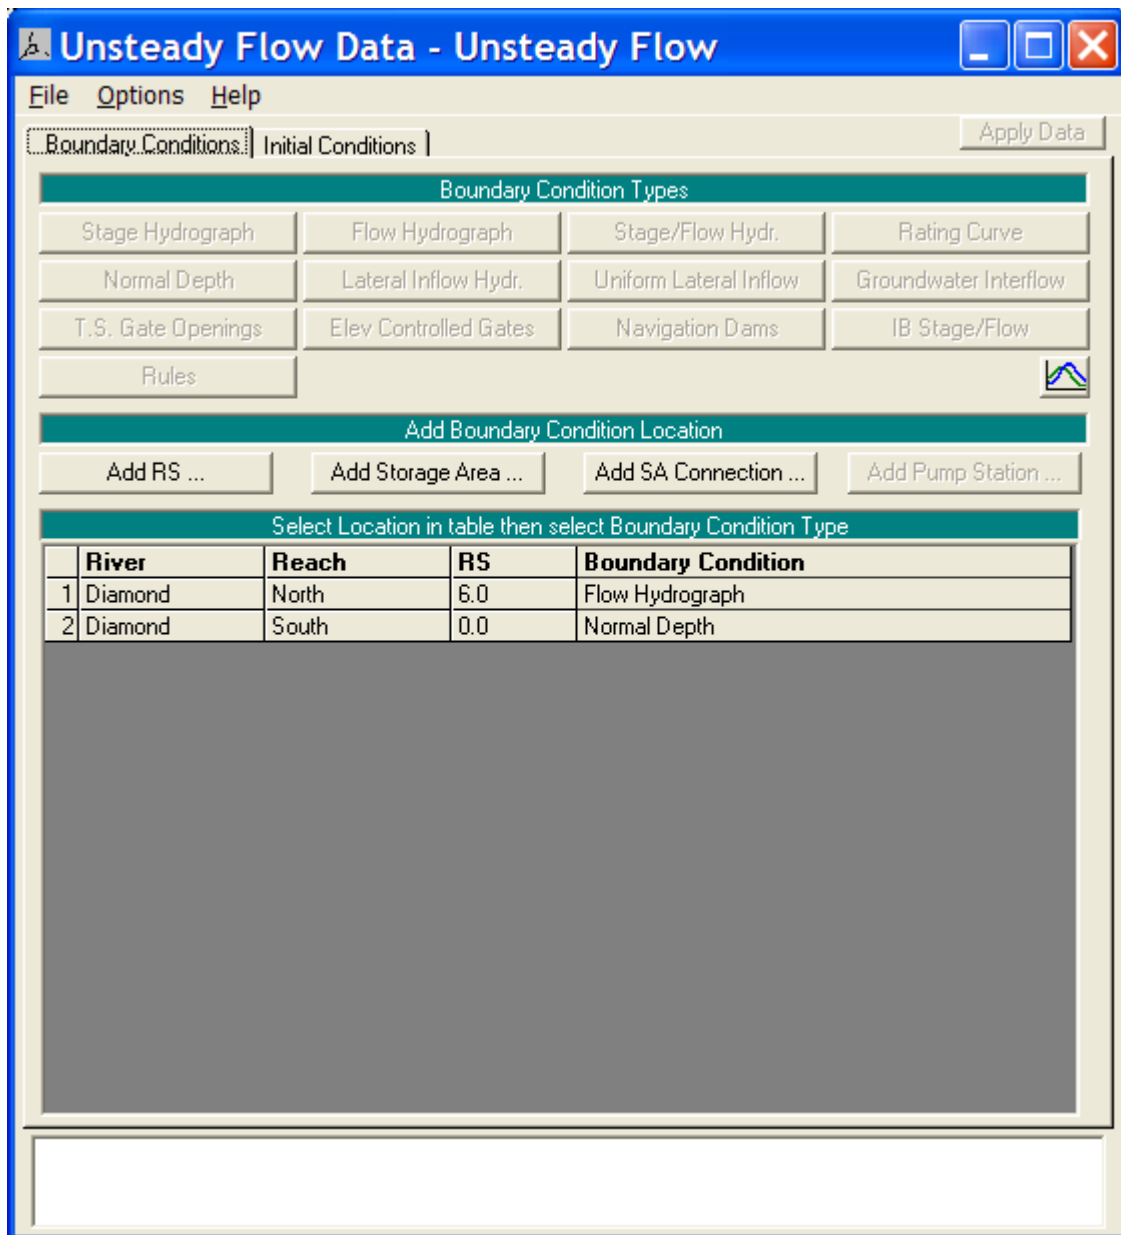 Unsteady Flow Data - Unsteady Flow
File Options Help
Boundary Conditions Initial Conditions Apply Data
Boundary Condition Types
Stage Hydrograph Flow Hydrograph Stage/Flow Hydr. Rating Curve
Normal Depth Lateral Inflow Hydr. Uniform Lateral Inflow Groundwater Interflow
T.S. Gate Openings Elev Controlled Gates Navigation Dams IB Stage/Flow
Rules
Add Boundary Condition Location
Add RS ... Add Storage Area ... Add SA Connection ... Add Pump Station ...
Select Location in table then select Boundary Condition Type
River Reach RS Boundary Condition
1 Diamond North 6.0 Flow Hydrograph
2 Diamond South 0.0 Normal Depth